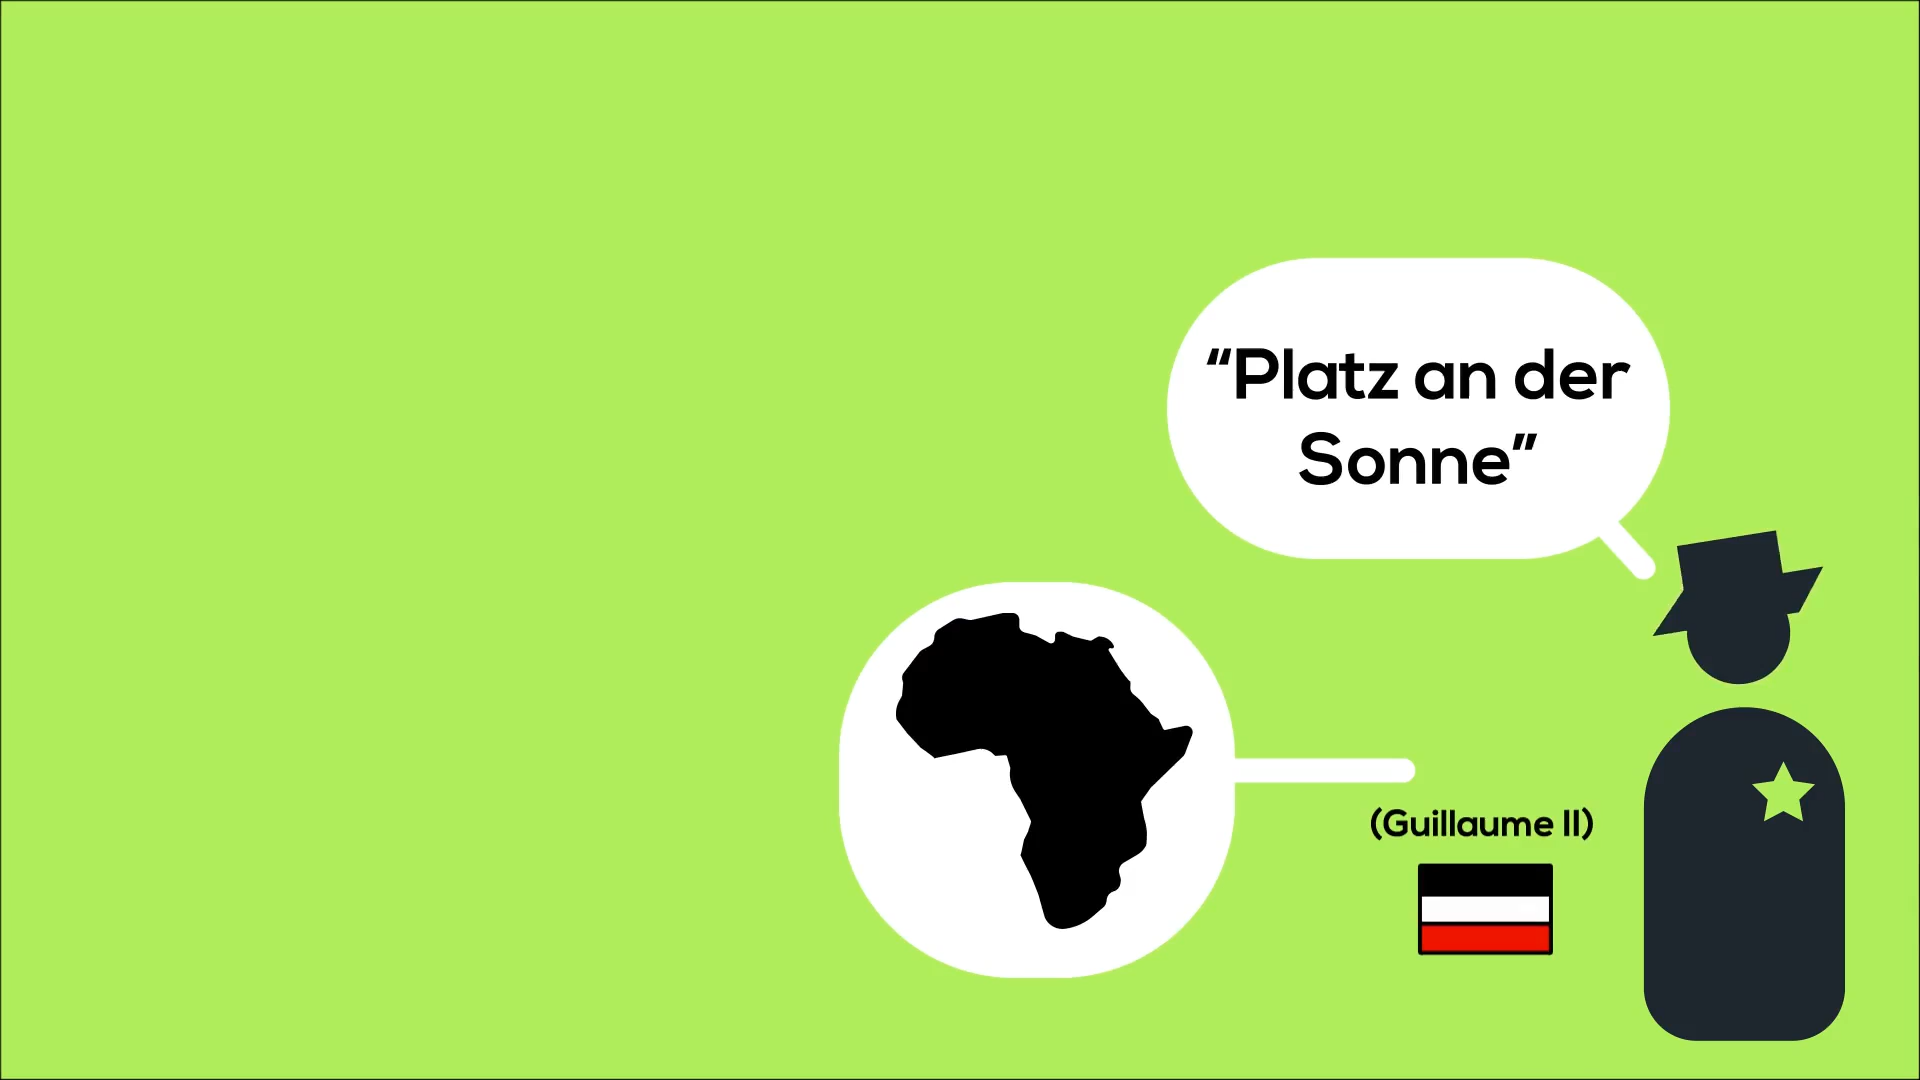 “Platz an der
Sonne”
(Guillaume II)